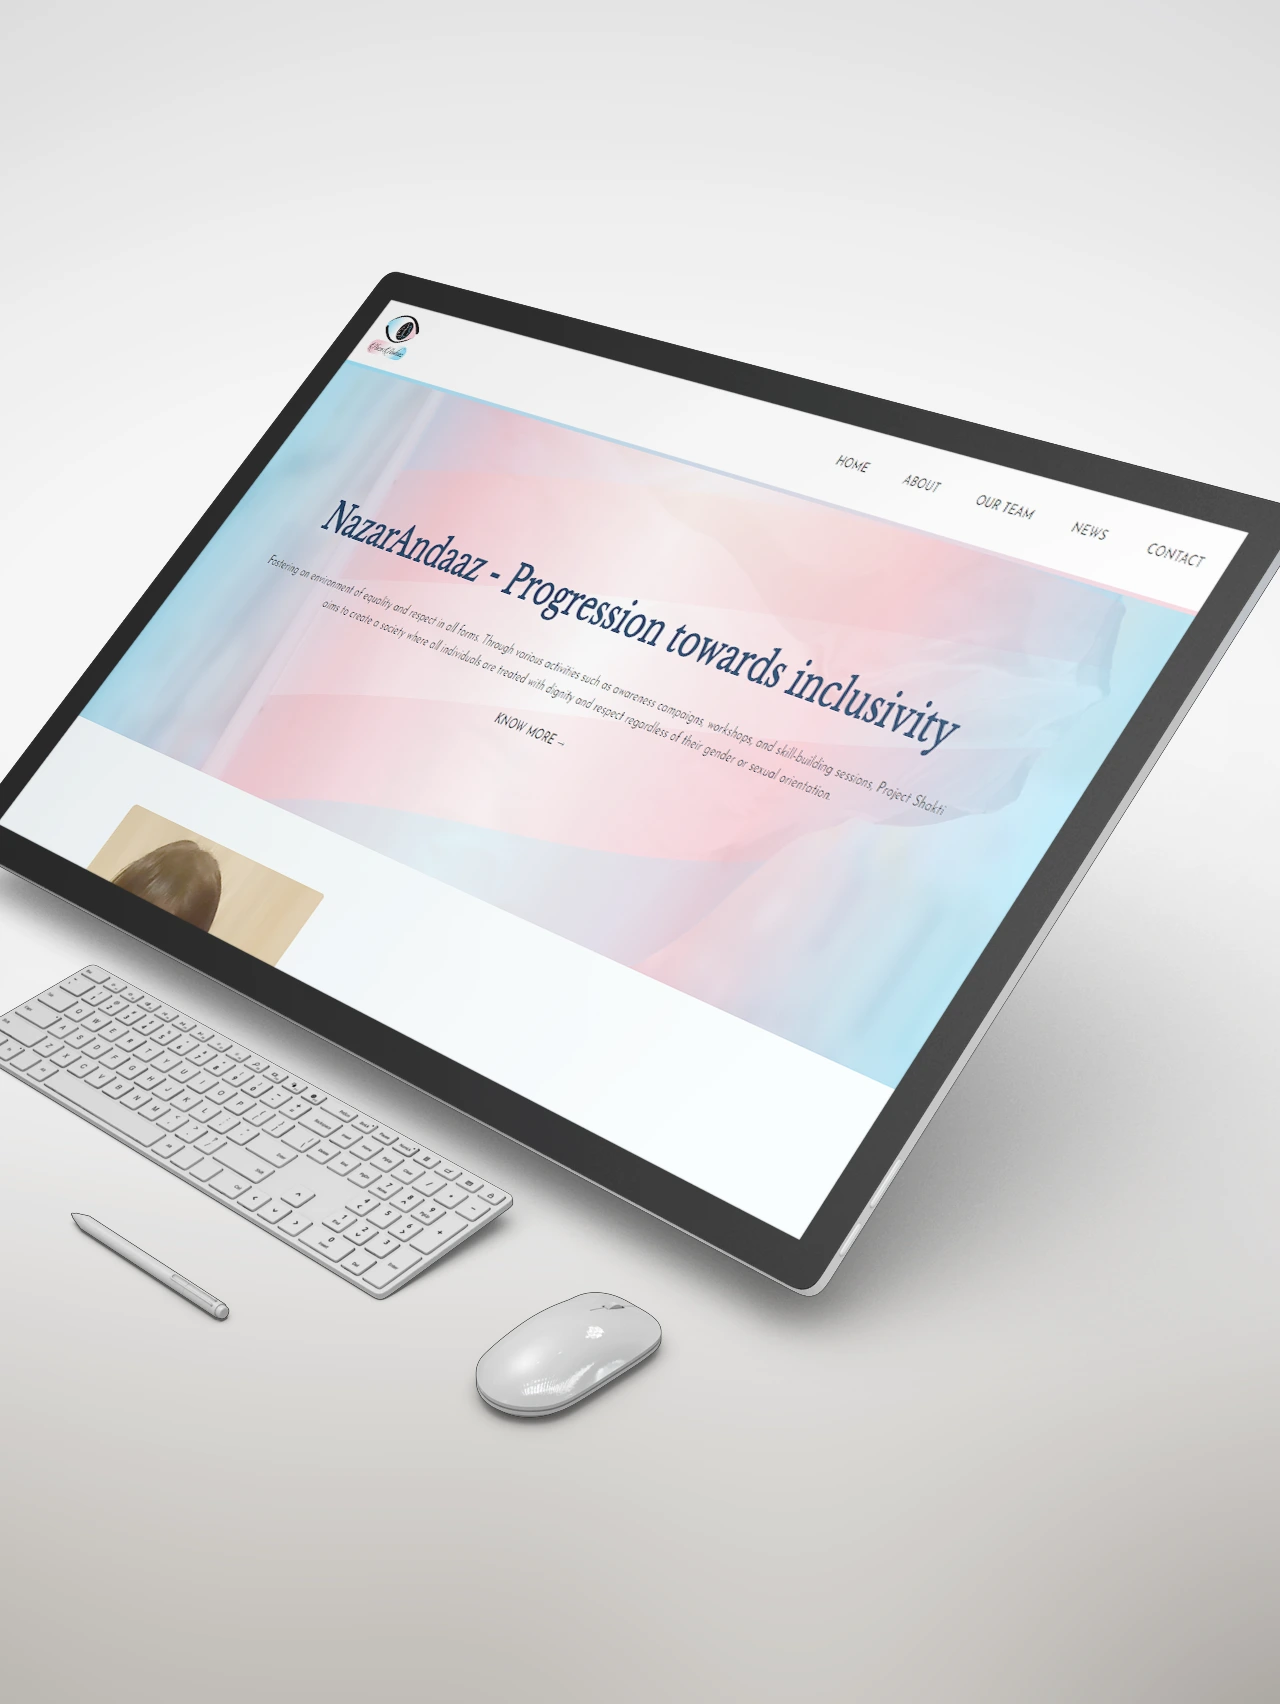 HOME ABOUT OUR TEAM NEWS CONTACT
NazarAndaaz - Progression towards inclusivity
Fostering an environment of equality and respect in all forms. Through various activities such as awareness campaigns, workshops, and skill-building sessions, Project Shakti
aims to create a society where all individuals are treated with dignity and respect regardless of their gender or sexual orientation.
KNOW MORE→